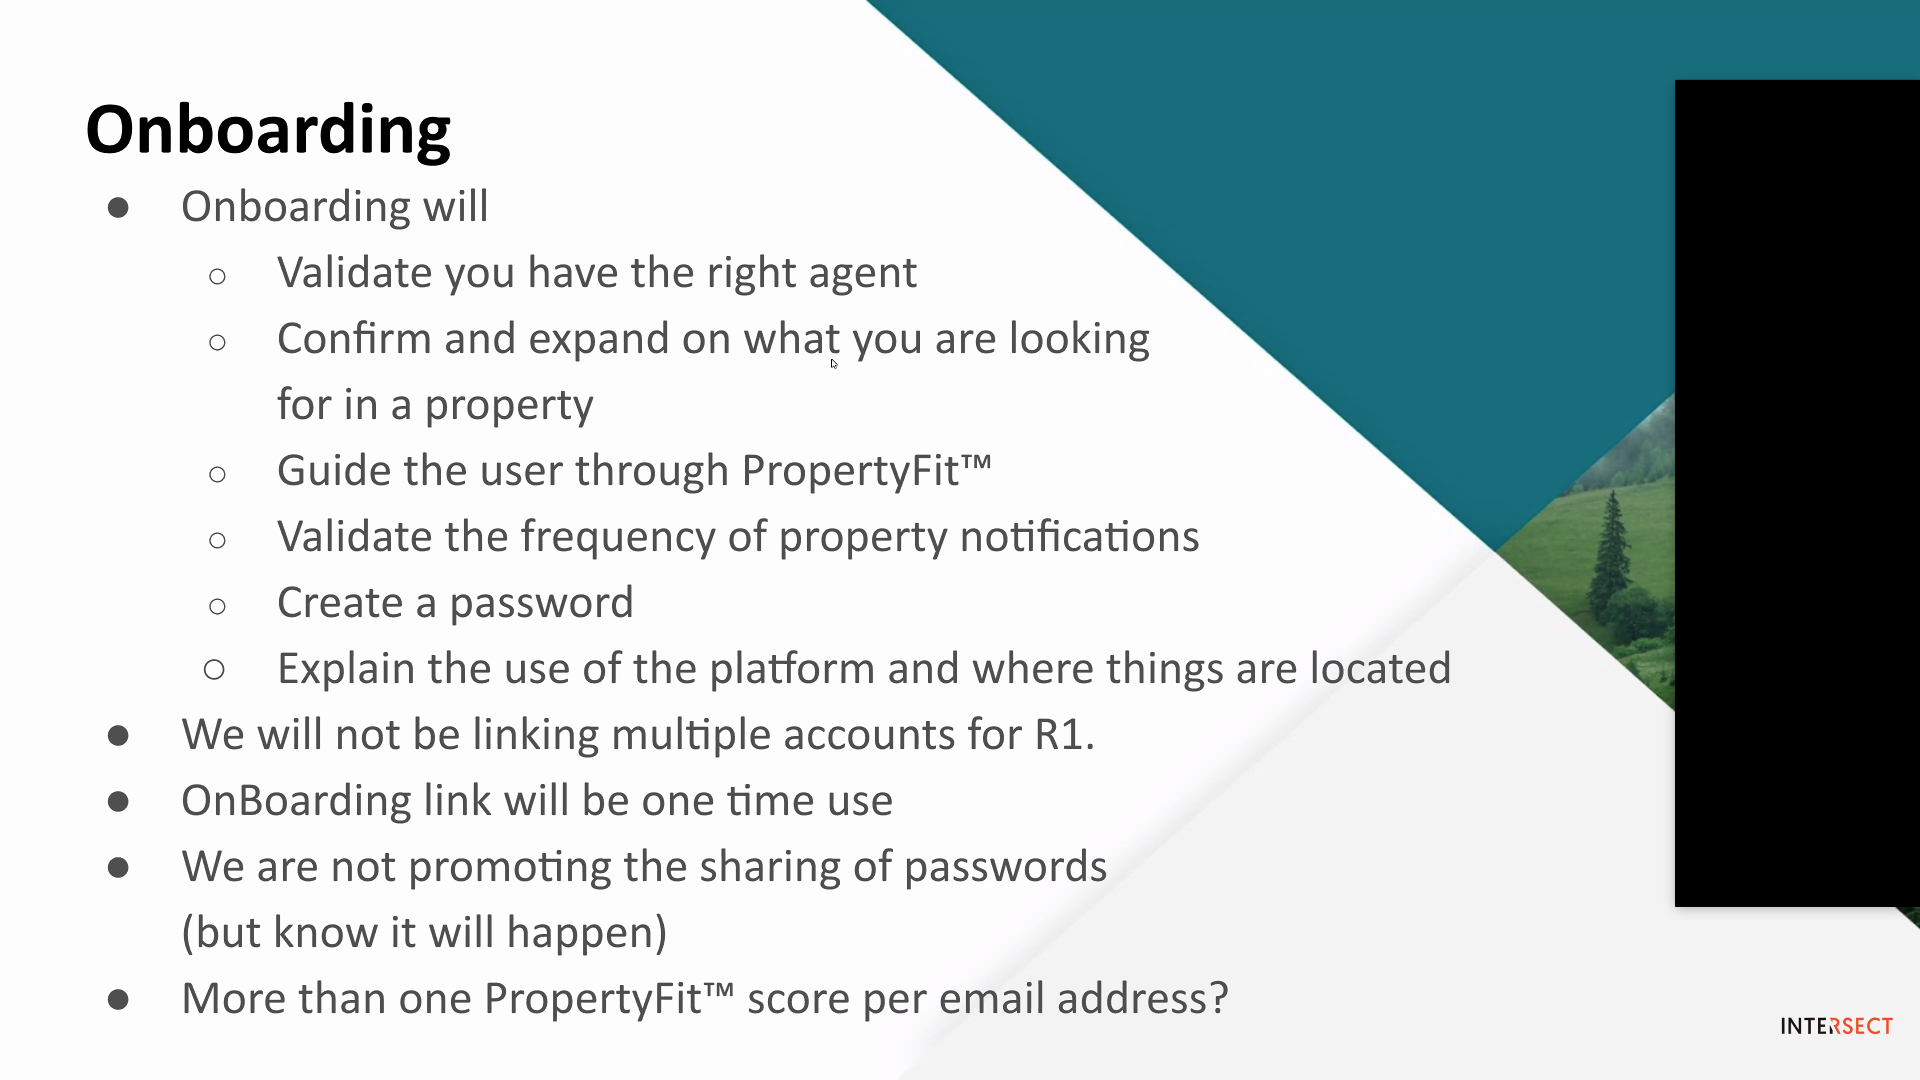 Onboarding
● Onboarding will
○ Validate you have the right agent
○ Confirm and expand on what you are looking
for in a property
○ Guide the user through PropertyFit™
○ Validate the frequency of property notifications
○ Create a password
○ Explain the use of the platform and where things are located
● We will not be linking multiple accounts for R1.
● OnBoarding link will be one time use
● We are not promoting the sharing of passwords
(but know it will happen)
● More than one PropertyFit™ score per email address?
INTERSECT